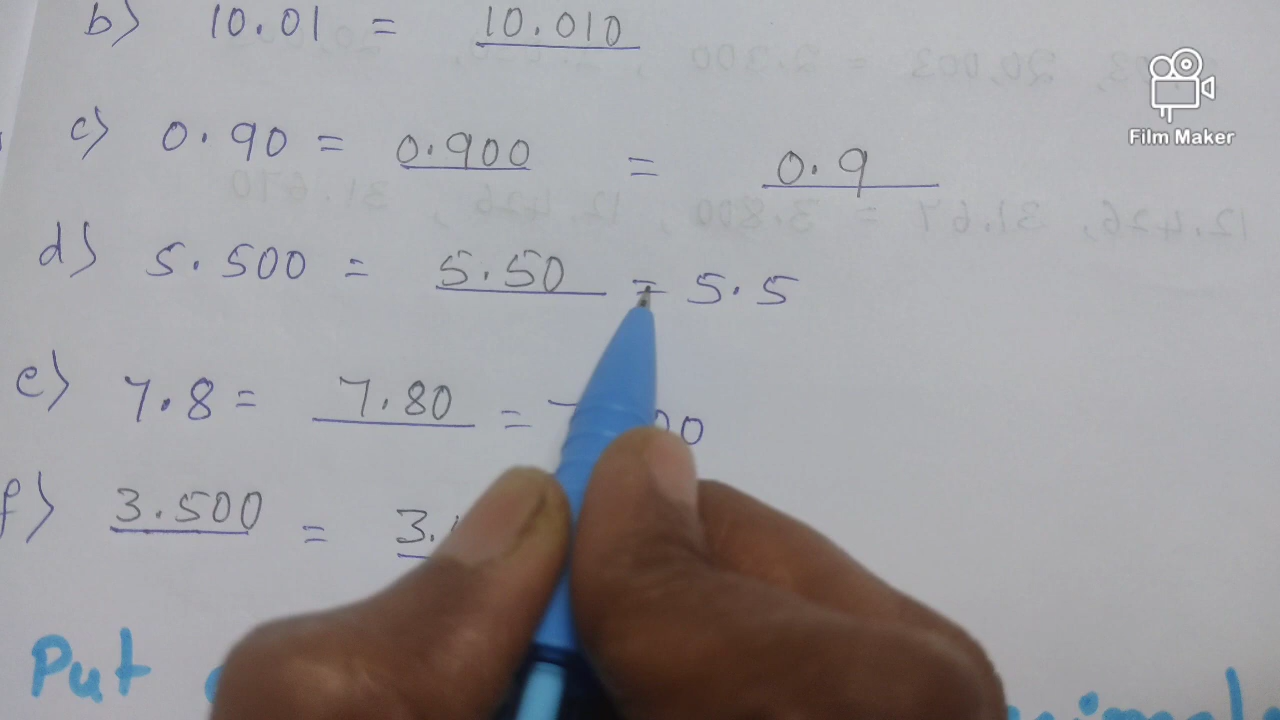 b) 10.01 = 10.010
c) 0.90 = 0.900 = 0.9
d) 5.500 = 5.50 = 5.5
e) 7.8 = 7.80 =
f) 3.500 =
Put
Film Maker